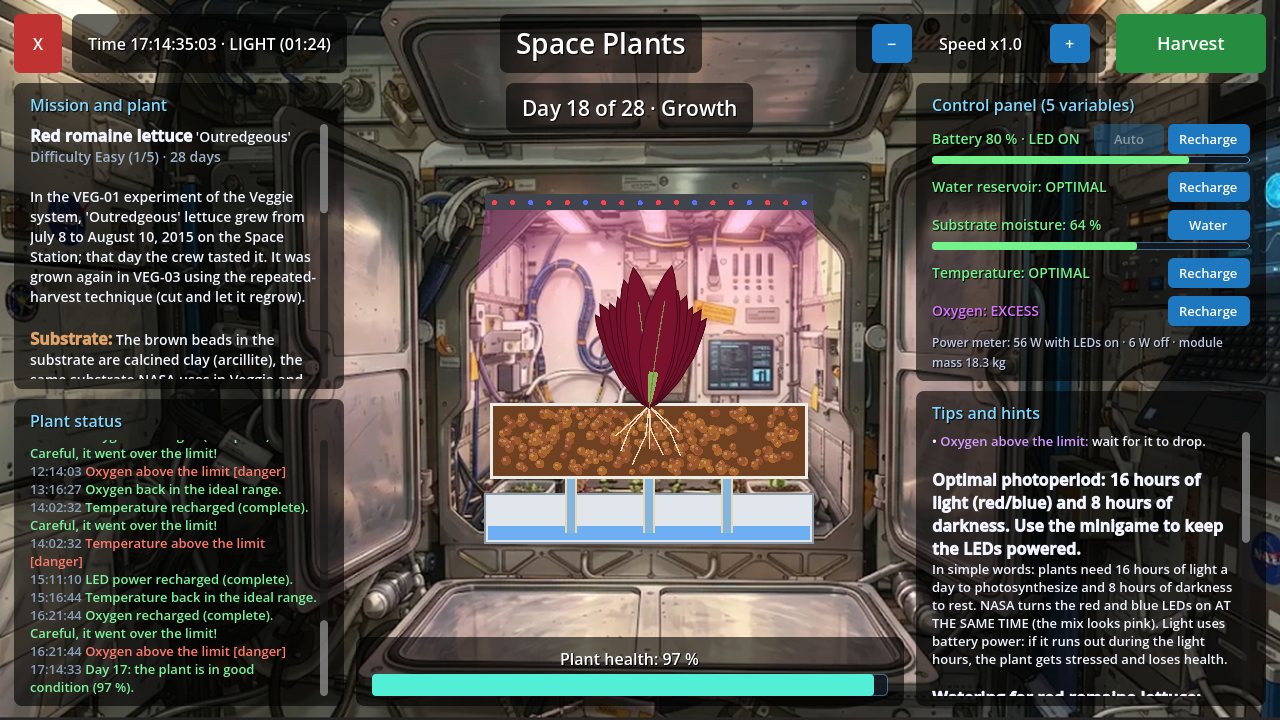 X
Time 17:14:35:03 · LIGHT (01:24)
Space Plants
−
Speed x1.0
+
Harvest
Day 18 of 28 · Growth
Mission and plant
Red romaine lettuce 'Outredgeous'
Difficulty Easy (1/5) · 28 days
In the VEG-01 experiment of the Veggie
system, 'Outredgeous' lettuce grew from
July 8 to August 10, 2015 on the Space
Station; that day the crew tasted it. It was
grown again in VEG-03 using the repeated-
harvest technique (cut and let it regrow).
Substrate: The brown beads in the
substrate are calcined clay (arcillite), the
same substrate NASA uses in Veggie and
Plant status
Careful, it went over the limit!
12:14:03 Oxygen above the limit [danger]
13:16:27 Oxygen back in the ideal range.
14:02:32 Temperature recharged (complete).
Careful, it went over the limit!
14:02:32 Temperature above the limit
[danger]
15:11:10 LED power recharged (complete).
15:16:44 Temperature back in the ideal range.
16:21:44 Oxygen recharged (complete).
Careful, it went over the limit!
16:21:44 Oxygen above the limit [danger]
17:14:33 Day 17: the plant is in good
condition (97 %).
Plant health: 97 %
Control panel (5 variables)
Battery 80 % · LED ON
Auto
Recharge
Water reservoir: OPTIMAL
Recharge
Substrate moisture: 64 %
Water
Temperature: OPTIMAL
Recharge
Oxygen: EXCESS
Recharge
Power meter: 56 W with LEDs on · 6 W off · module
mass 18.3 kg
Tips and hints
• Oxygen above the limit: wait for it to drop.
Optimal photoperiod: 16 hours of
light (red/blue) and 8 hours of
darkness. Use the minigame to keep
the LEDs powered.
In simple words: plants need 16 hours of light a
day to photosynthesize and 8 hours of darkness
to rest. NASA turns the red and blue LEDs on AT
THE SAME TIME (the mix looks pink). Light uses
battery power: if it runs out during the light
hours, the plant gets stressed and loses health.
Watering for red romaine lettuce: